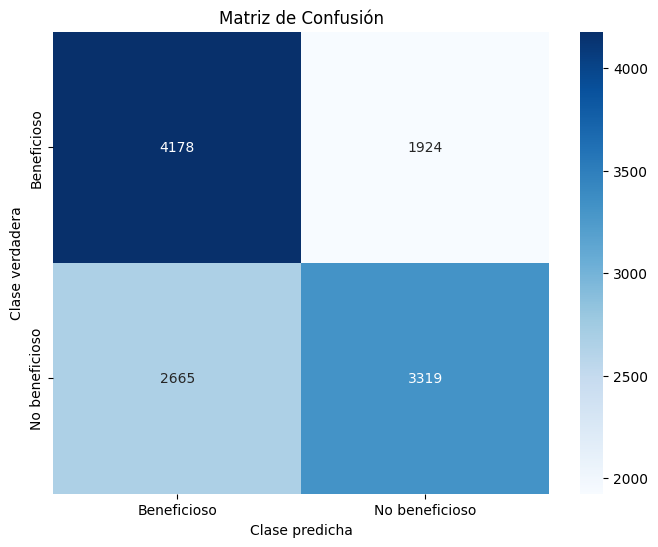 Matriz de Confusión
Beneficioso
No beneficioso
Clase verdadera
4178
1924
2665
3319
4000
3500
3000
2500
2000
Beneficioso
No beneficioso
Clase predicha